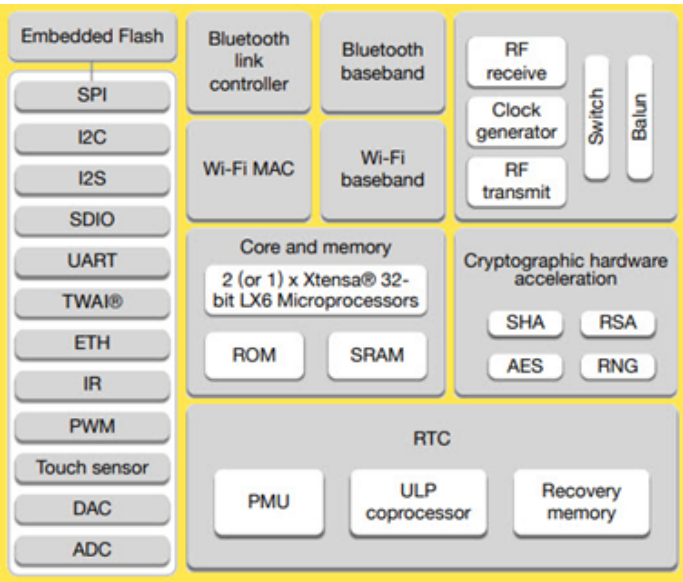 Embedded Flash
SPI
I2C
I2S
SDIO
UART
TWAI®
ETH
IR
PWM
Touch sensor
DAC
ADC
Bluetooth
link
controller
Bluetooth
baseband
Wi-Fi MAC
Wi-Fi
baseband
RF
receive
Clock
generator
RF
transmit
Switch
Balun
Core and memory
2 (or 1) x Xtensa® 32-
bit LX6 Microprocessors
ROM
SRAM
Cryptographic hardware
acceleration
SHA
RSA
AES
RNG
RTC
PMU
ULP
coprocessor
Recovery
memory